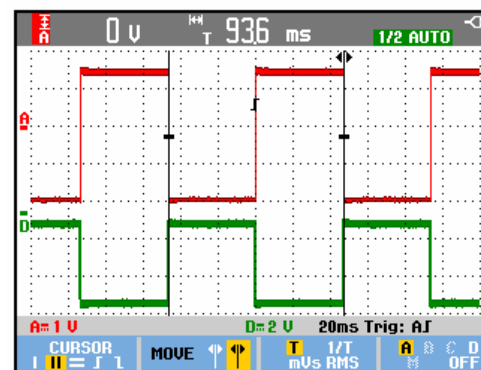 A 0 V T 93.6 ms 1/2 AUTO
A
D
A = 1 V D = 2 V 20ms Trig: A
CURSOR MOVE T 1/T A B C D
mVs RMS M OFF